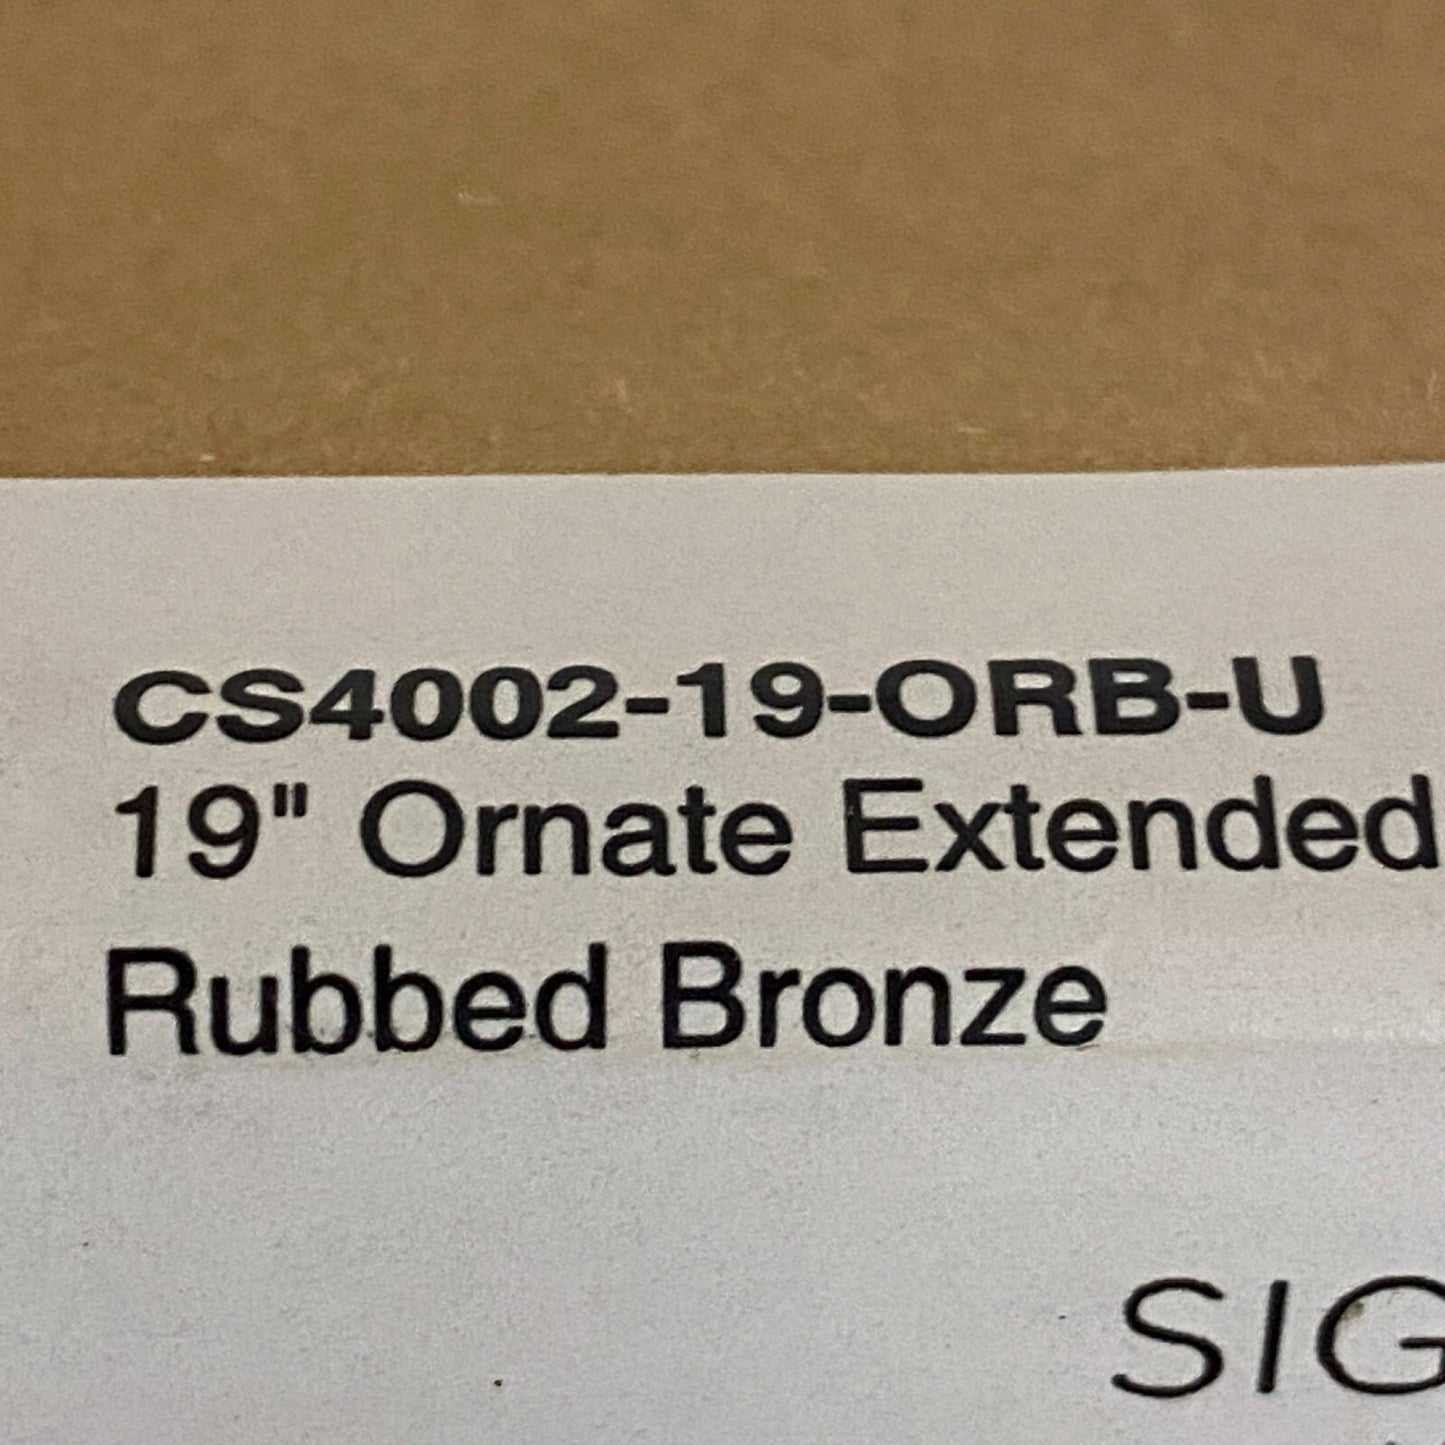 CS4002-19-ORB-U
19" Ornate Extended
Rubbed Bronze
SIG